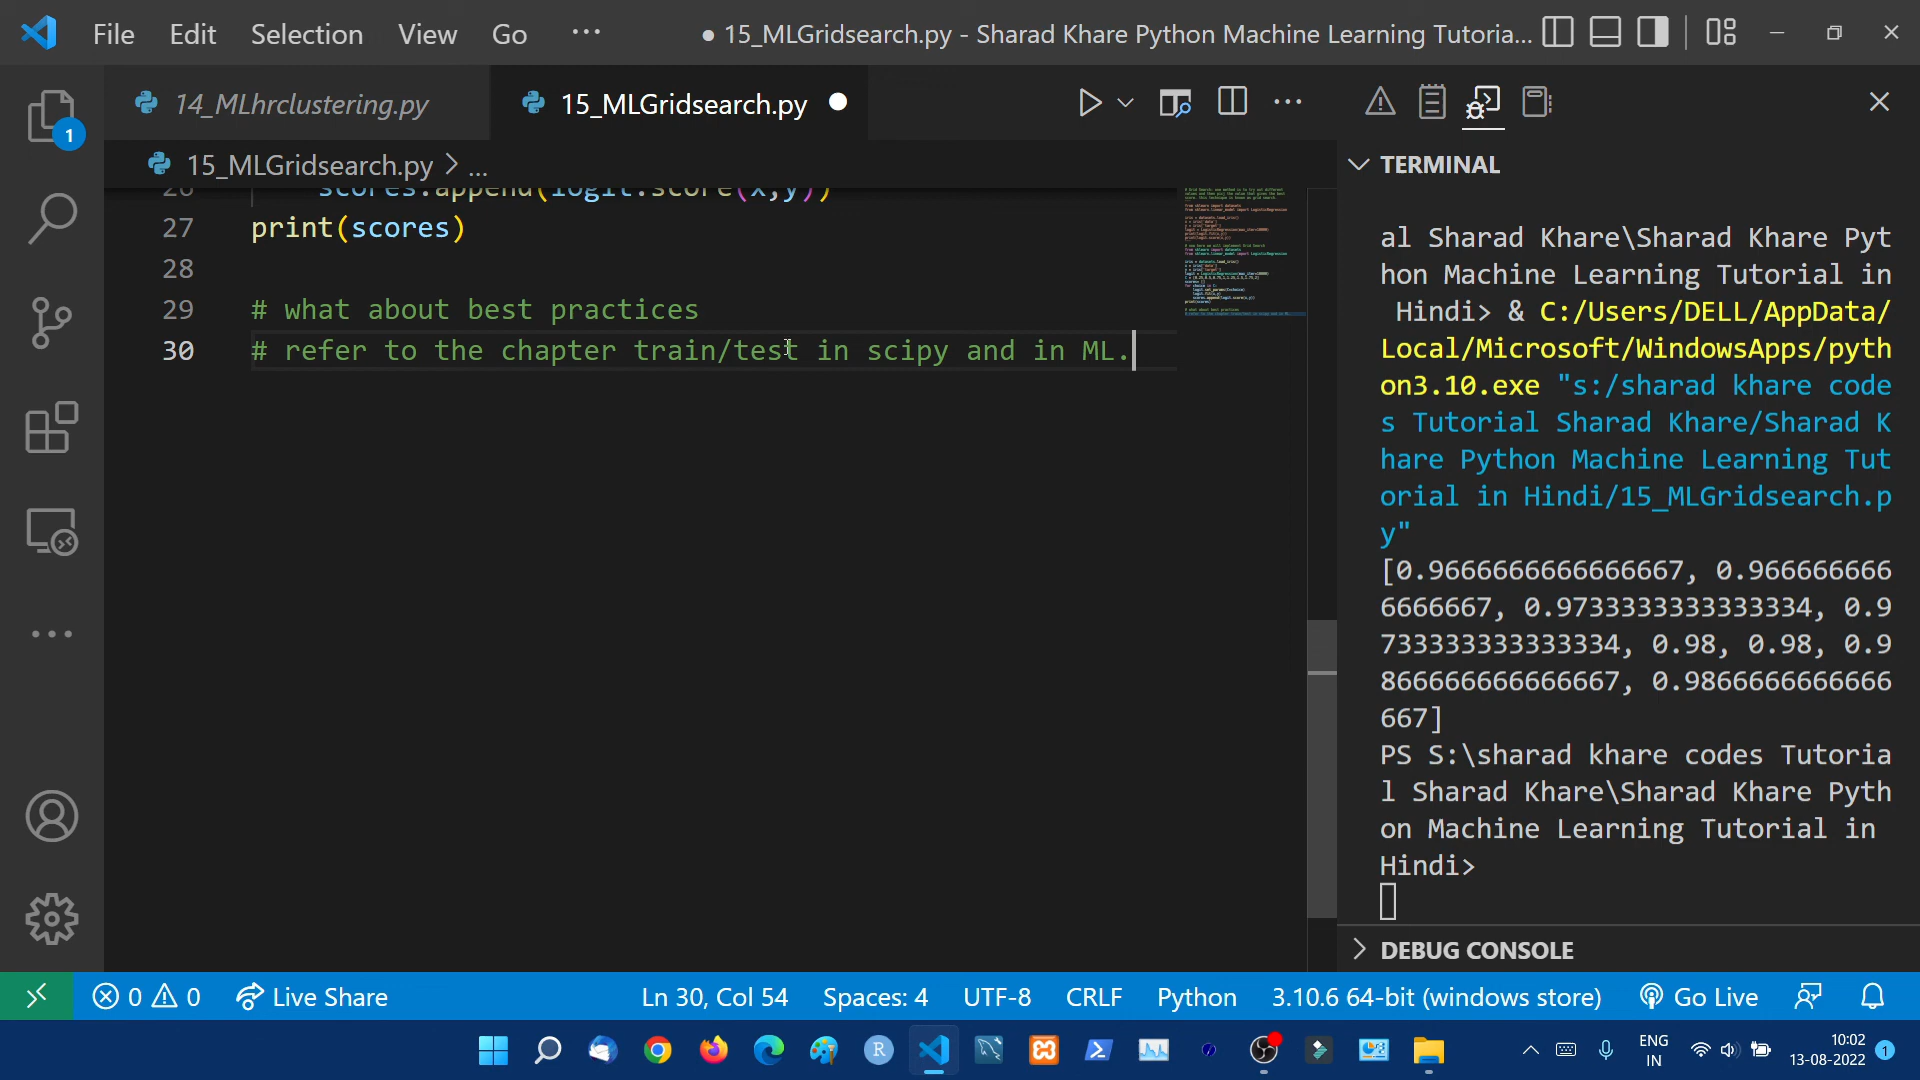 File Edit Selection View Go ··· ● 15_MLGridsearch.py - Sharad Khare Python Machine Learning Tutoria...
14_MLhrclustering.py 15_MLGridsearch.py
15_MLGridsearch.py > ...
1
26 scores.append(logit.score(x,y))
27 print(scores)
28
29 # what about best practices
30 # refer to the chapter train/test in scipy and in ML.
TERMINAL
al Sharad Khare\Sharad Khare Pyt
hon Machine Learning Tutorial in
Hindi> & C:/Users/DELL/AppData/
Local/Microsoft/WindowsApps/pyth
on3.10.exe "s:/sharad khare code
s Tutorial Sharad Khare/Sharad K
hare Python Machine Learning Tut
orial in Hindi/15_MLGridsearch.p
y"
[0.9666666666666667, 0.966666666
6666667, 0.9733333333333334, 0.9
733333333333334, 0.98, 0.98, 0.9
866666666666667, 0.9866666666666
667]
PS S:\sharad khare codes Tutoria
l Sharad Khare\Sharad Khare Pyth
on Machine Learning Tutorial in
Hindi>
DEBUG CONSOLE
0 0 Live Share Ln 30, Col 54 Spaces: 4 UTF-8 CRLF Python 3.10.6 64-bit (windows store) Go Live
R ENG
IN
10:02
13-08-2022
1